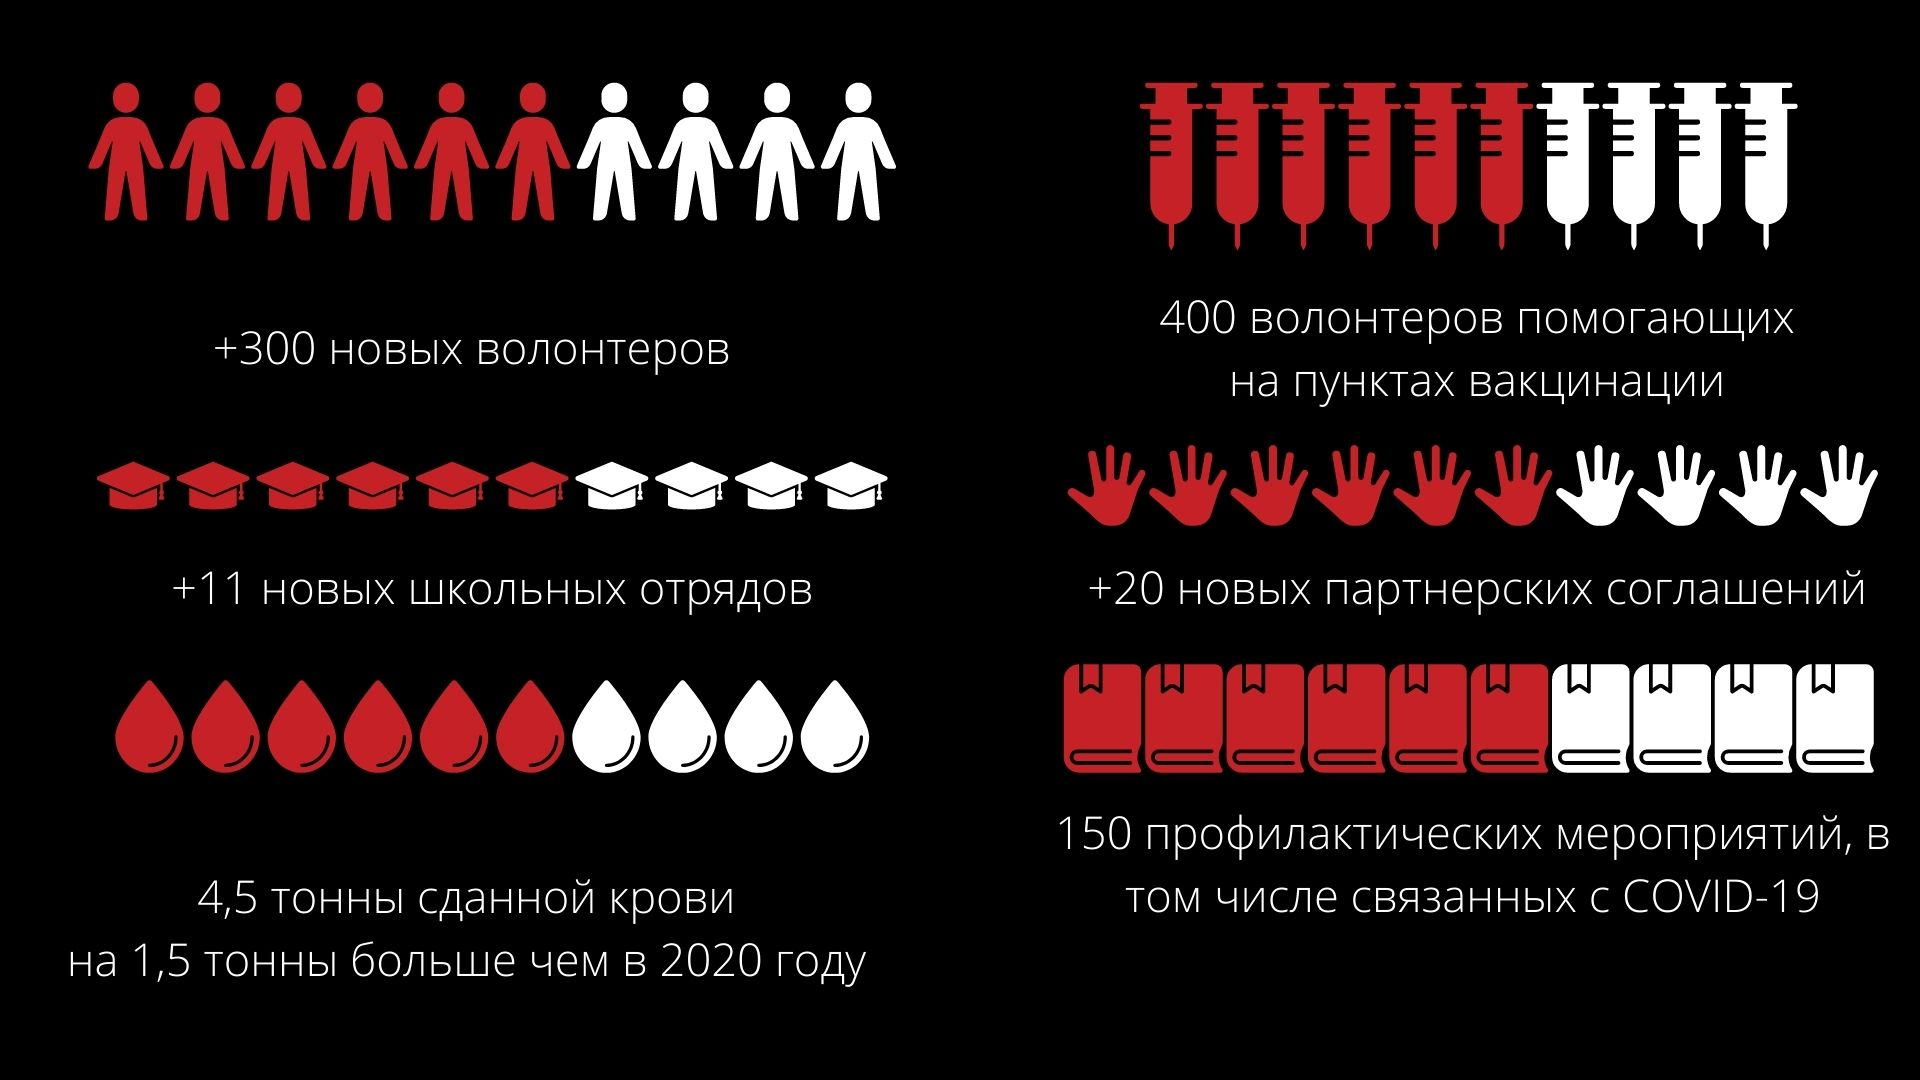 +300 новых волонтеров
400 волонтеров помогающих
на пунктах вакцинации
+11 новых школьных отрядов
+20 новых партнерских соглашений
4,5 тонны сданной крови
на 1,5 тонны больше чем в 2020 году
150 профилактических мероприятий, в
том числе связанных с COVID-19